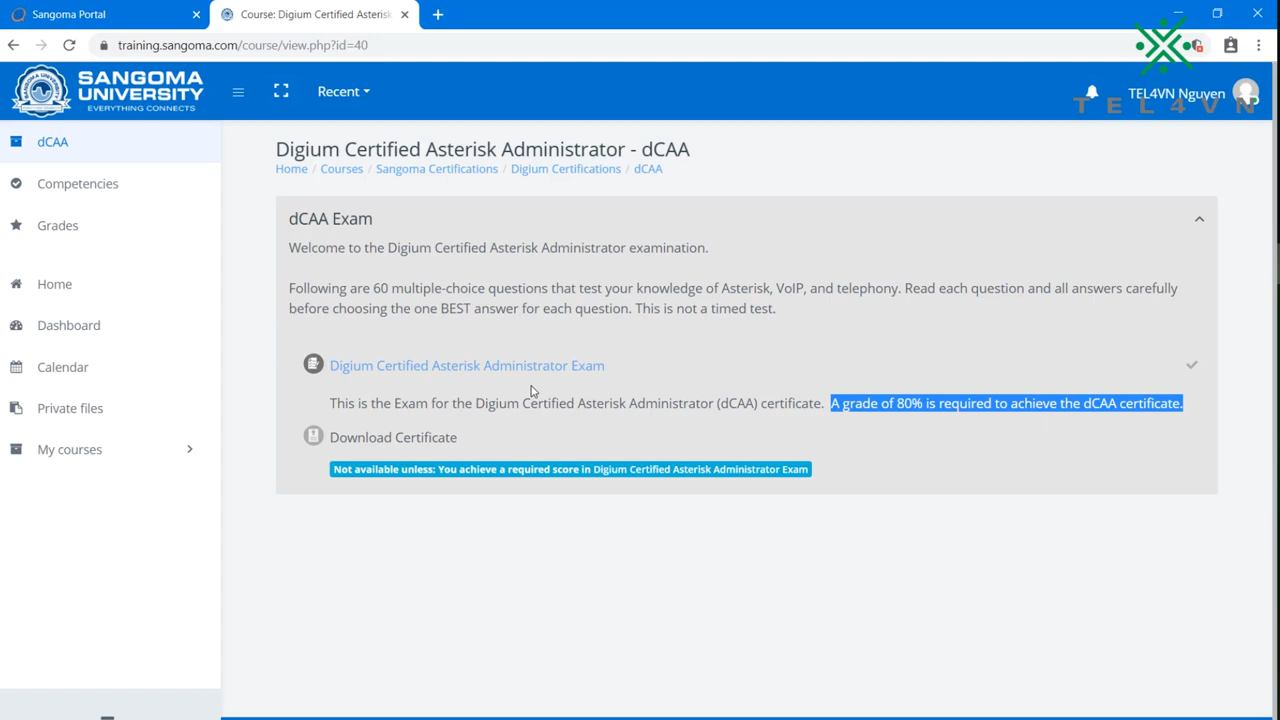 Sangoma Portal
Course: Digium Certified Asterisk
training.sangoma.com/course/view.php?id=40
SANGOMA
UNIVERSITY
EVERYTHING CONNECTS
Recent
TEL4VN Nguyen
TEL4VN
dCAA
Competencies
Grades
Home
Dashboard
Calendar
Private files
My courses
Digium Certified Asterisk Administrator - dCAA
Home / Courses / Sangoma Certifications / Digium Certifications / dCAA
dCAA Exam
Welcome to the Digium Certified Asterisk Administrator examination.
Following are 60 multiple-choice questions that test your knowledge of Asterisk, VoIP, and telephony. Read each question and all answers carefully
before choosing the one BEST answer for each question. This is not a timed test.
Digium Certified Asterisk Administrator Exam
This is the Exam for the Digium Certified Asterisk Administrator (dCAA) certificate. A grade of 80% is required to achieve the dCAA certificate.
Download Certificate
Not available unless: You achieve a required score in Digium Certified Asterisk Administrator Exam